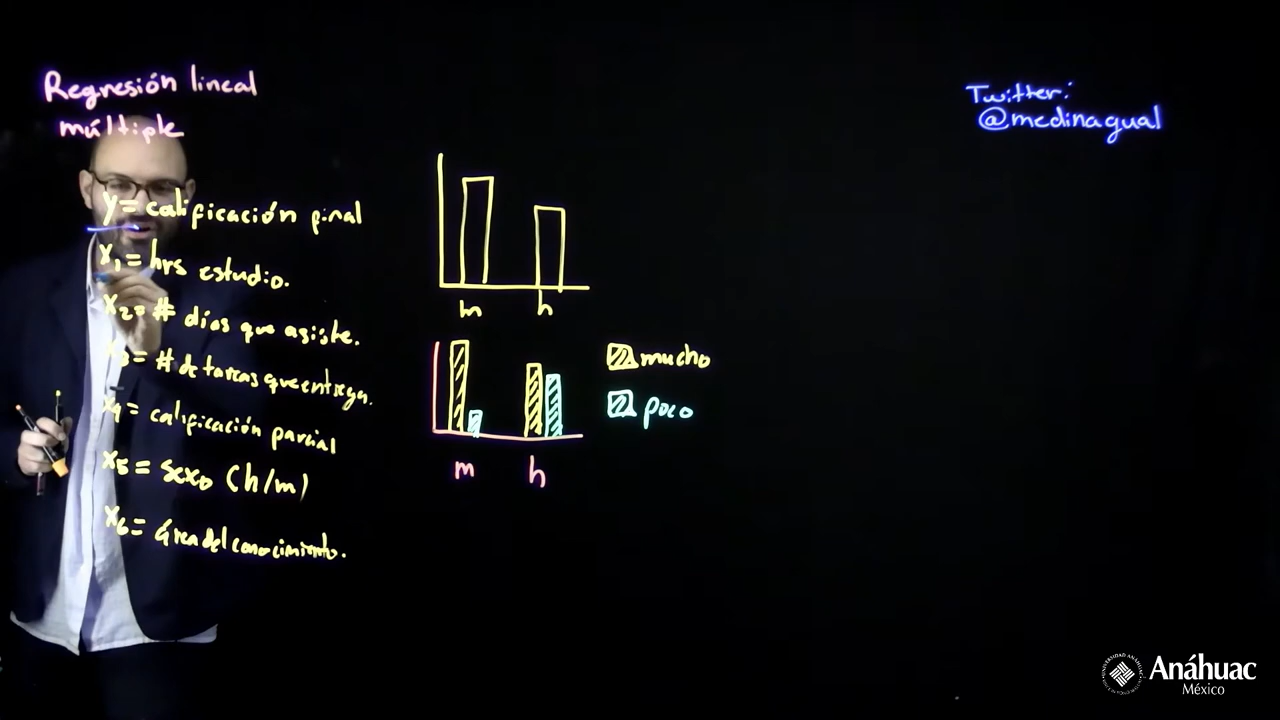 Regresión lineal
múltiple
y = calificación final
x1 = hrs estudio.
x2 = # días que asiste.
x3 = # de tareas que entrega.
x4 = calificación parcial
x5 = sexo (h/m)
x6 = área del conocimiento.
m h
mucho
poco
m h
Twitter:
@medinagual
Anáhuac
México